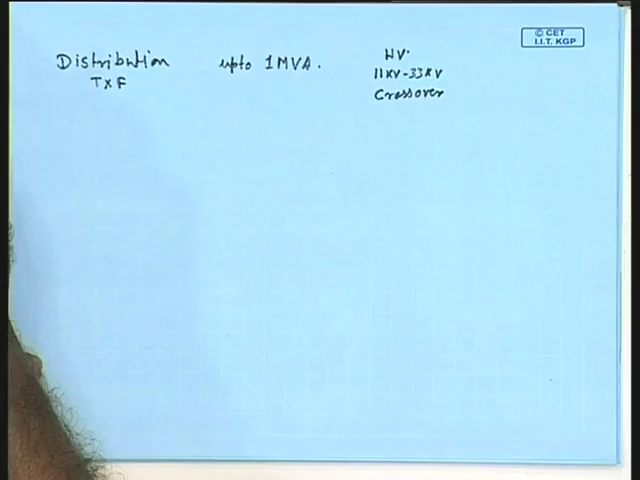 © CET
I.I.T. KGP
Distribution upto 1MVA. HV.
TXF 11KV-33KV
Crossover